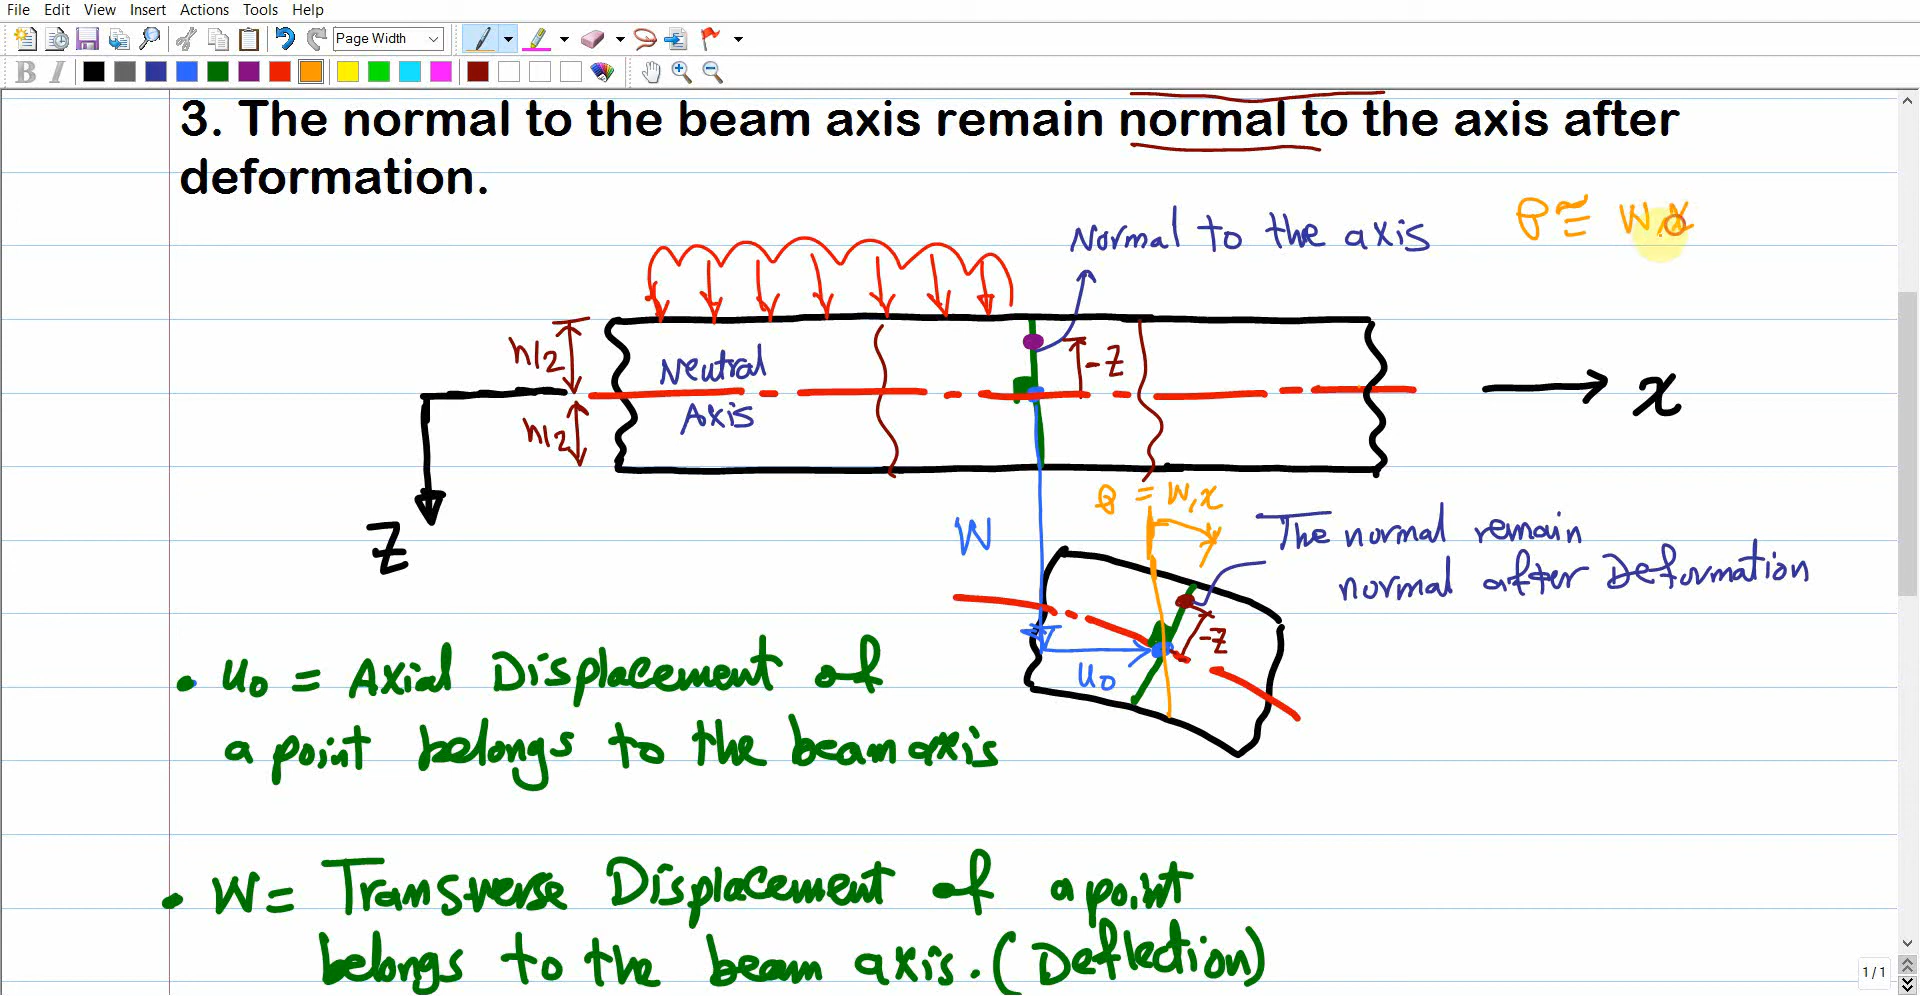 File Edit View Insert Actions Tools Help
Page Width
B I
3. The normal to the beam axis remain normal to the axis after
deformation.
Normal to the axis
θ ≅ W,x
h/2
Neutral
Axis
-Z
h/2
x
Z
W
θ = W,x
The normal remain
normal after Deformation
-Z
u0
• u0 = Axial Displacement of
a point belongs to the beam axis
• W = Transverse Displacement of a point
belongs to the beam axis. (Deflection)
1 / 1